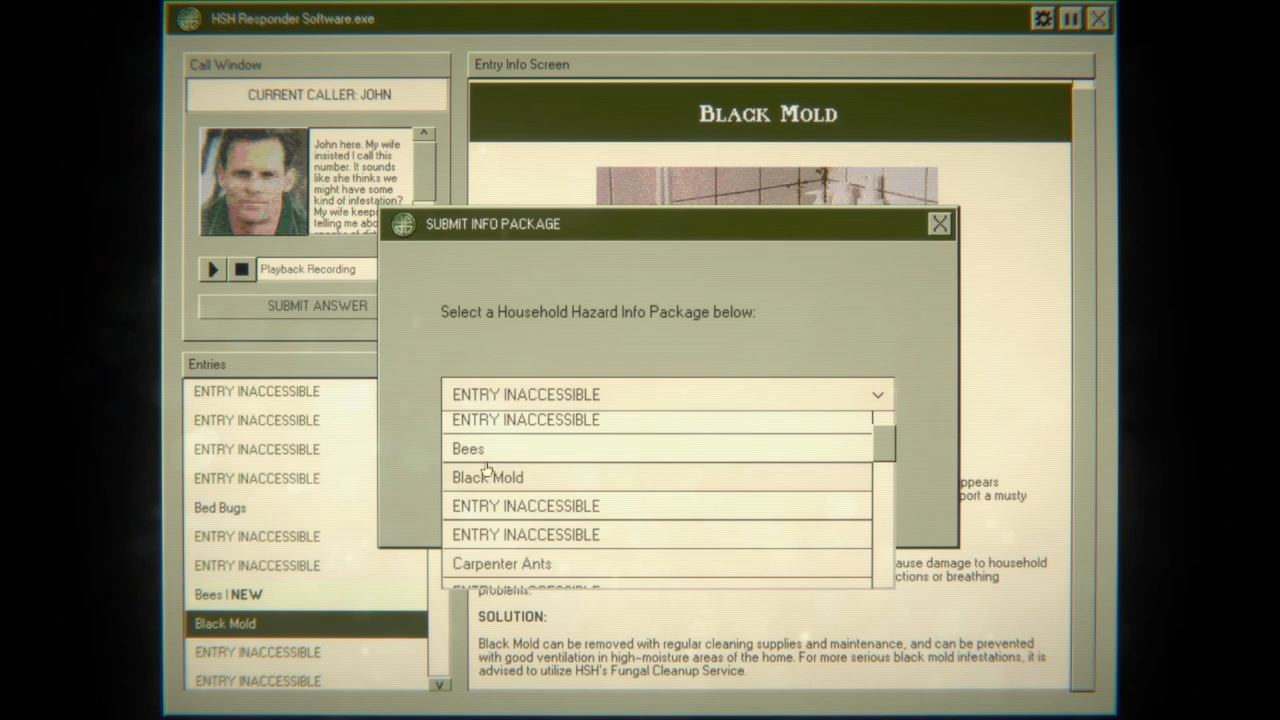 HSH Responder Software.exe
Call Window
CURRENT CALLER: JOHN
John here. My wife
insisted I call this
number. It sounds
like she thinks we
might have some
kind of infestation?
My wife keeps
telling me abo
Playback Recording
SUBMIT ANSWER
Entries
ENTRY INACCESSIBLE
ENTRY INACCESSIBLE
ENTRY INACCESSIBLE
ENTRY INACCESSIBLE
Bed Bugs
ENTRY INACCESSIBLE
ENTRY INACCESSIBLE
Bees | NEW
Black Mold
ENTRY INACCESSIBLE
ENTRY INACCESSIBLE
Entry Info Screen
BLACK MOLD
SUBMIT INFO PACKAGE
Select a Household Hazard Info Package below:
ENTRY INACCESSIBLE
ENTRY INACCESSIBLE
Bees
Black Mold
ENTRY INACCESSIBLE
ENTRY INACCESSIBLE
Carpenter Ants
ENTRY INACCESSIBLE
ppears
port a musty
ause damage to household
ctions or breathing
problems.
SOLUTION:
Black Mold can be removed with regular cleaning supplies and maintenance, and can be prevented
with good ventilation in high-moisture areas of the home. For more serious black mold infestations, it is
advised to utilize HSH's Fungal Cleanup Service.